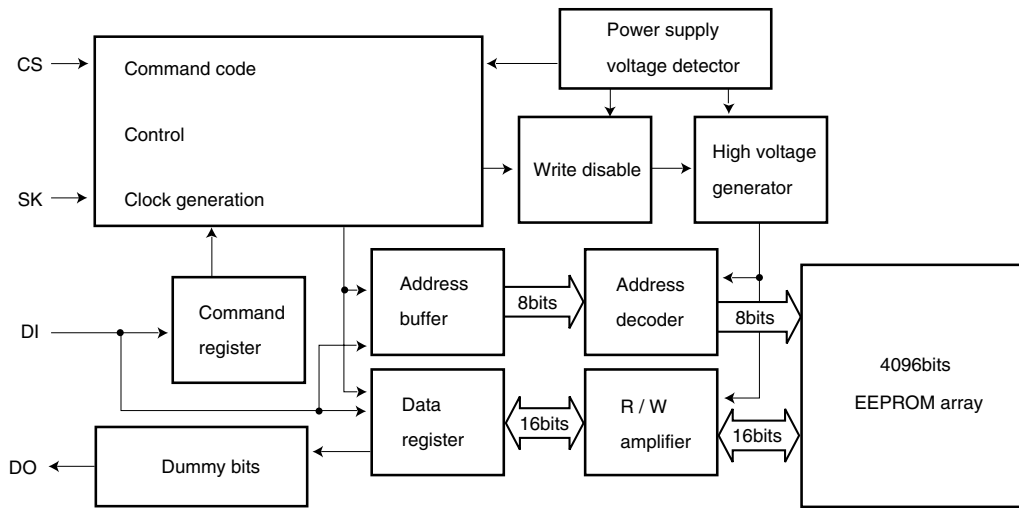 CS
Command code
Control
SK
Clock generation
Power supply
voltage detector
Write disable
High voltage
generator
DI
Command
register
Address
buffer
8bits
Address
decoder
8bits
4096bits
EEPROM array
Data
register
16bits
R / W
amplifier
16bits
DO
Dummy bits